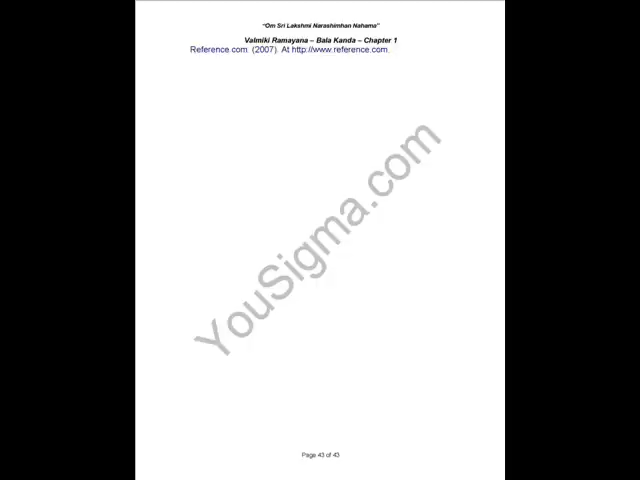 "Om Sri Lakshmi Narashimhan Nahama"
Valmiki Ramayana – Bala Kanda – Chapter 1
Reference.com. (2007). At http://www.reference.com.
YouSigma.com
Page 43 of 43